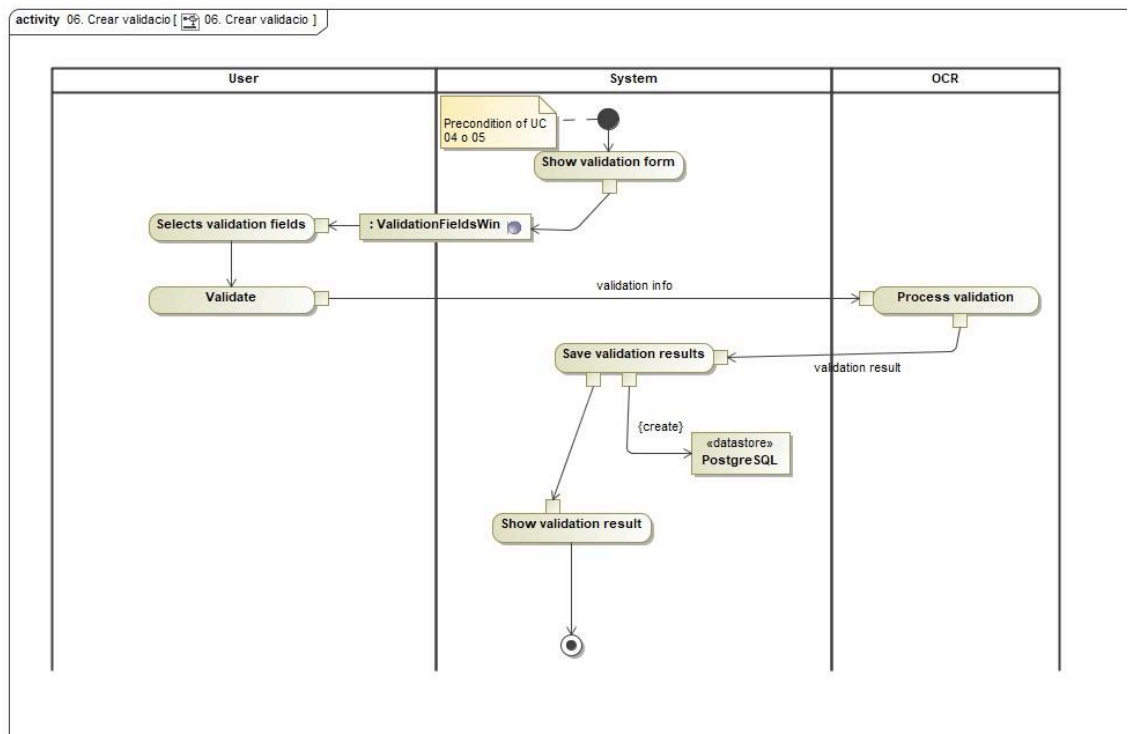 activity 06. Crear validacio [ 06. Crear validacio ]
User
System
OCR
Precondition of UC
04 o 05
Show validation form
Selects validation fields
: ValidationFieldsWin
Validate
validation info
Process validation
Save validation results
validation result
{create}
«datastore»
PostgreSQL
Show validation result